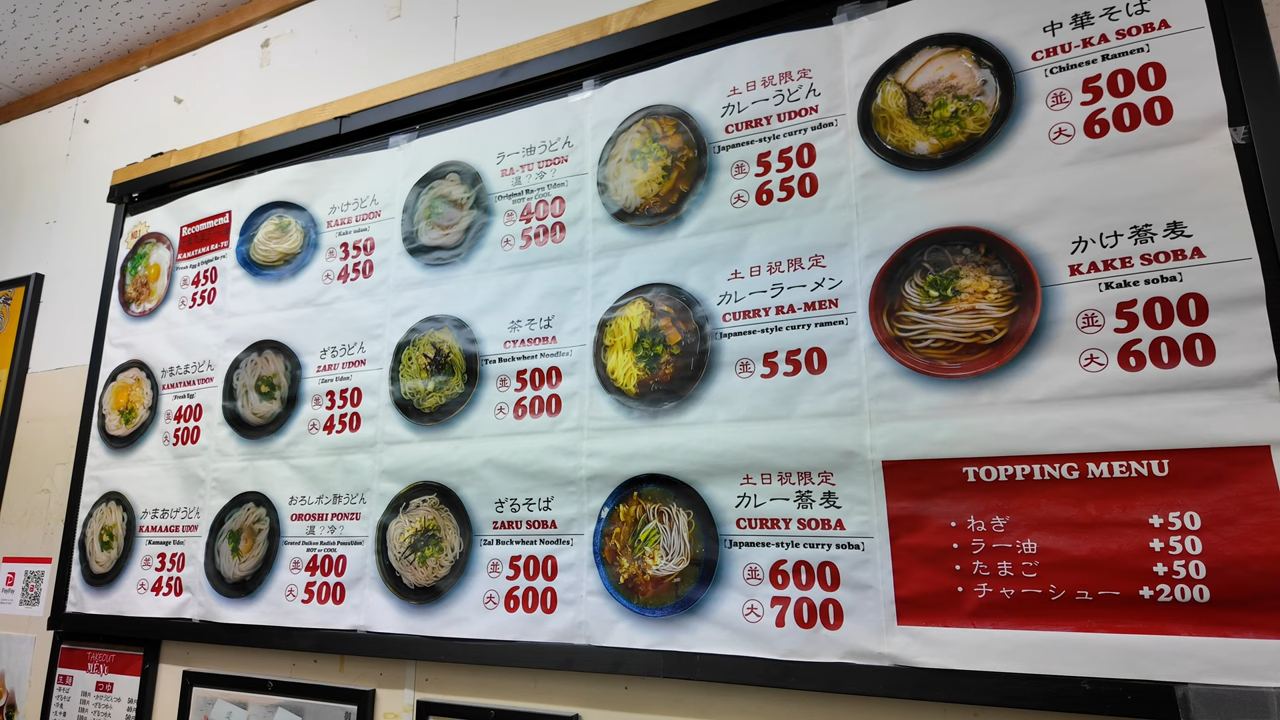 Recommend
KAMATAMA RA-YU
並 450
大 550
かまたまうどん
KAMATAMA UDON
[Fresh Egg]
並 400
大 500
かまあげうどん
KAMAAGE UDON
[Kamaage Udon]
並 350
大 450
かけうどん
KAKE UDON
[Kake udon]
並 350
大 450
ざるうどん
ZARU UDON
[Zaru Udon]
並 350
大 450
おろしポン酢うどん
OROSHI PONZU
温?冷?
[Grated Daikon Radish PonzuUdon]
HOT or COOL
並 400
大 500
ラー油うどん
RA-YU UDON
温?冷?
[Original Ra-yu Udon]
HOT or COOL
並 400
大 500
茶そば
CYASOBA
[Tea Buckwheat Noodles]
並 500
大 600
ざるそば
ZARU SOBA
[Zal Buckwheat Noodles]
並 500
大 600
土日祝限定
カレーうどん
CURRY UDON
[Japanese-style curry udon]
並 550
大 650
土日祝限定
カレーラーメン
CURRY RA-MEN
[Japanese-style curry ramen]
並 550
土日祝限定
カレー蕎麦
CURRY SOBA
[Japanese-style curry soba]
並 600
大 700
中華そば
CHU-KA SOBA
[Chinese Ramen]
並 500
大 600
かけ蕎麦
KAKE SOBA
[Kake soba]
並 500
大 600
TOPPING MENU
・ねぎ +50
・ラー油 +50
・たまご +50
・チャーシュー +200
PayPay
TAKEOUT
MENU
つゆ